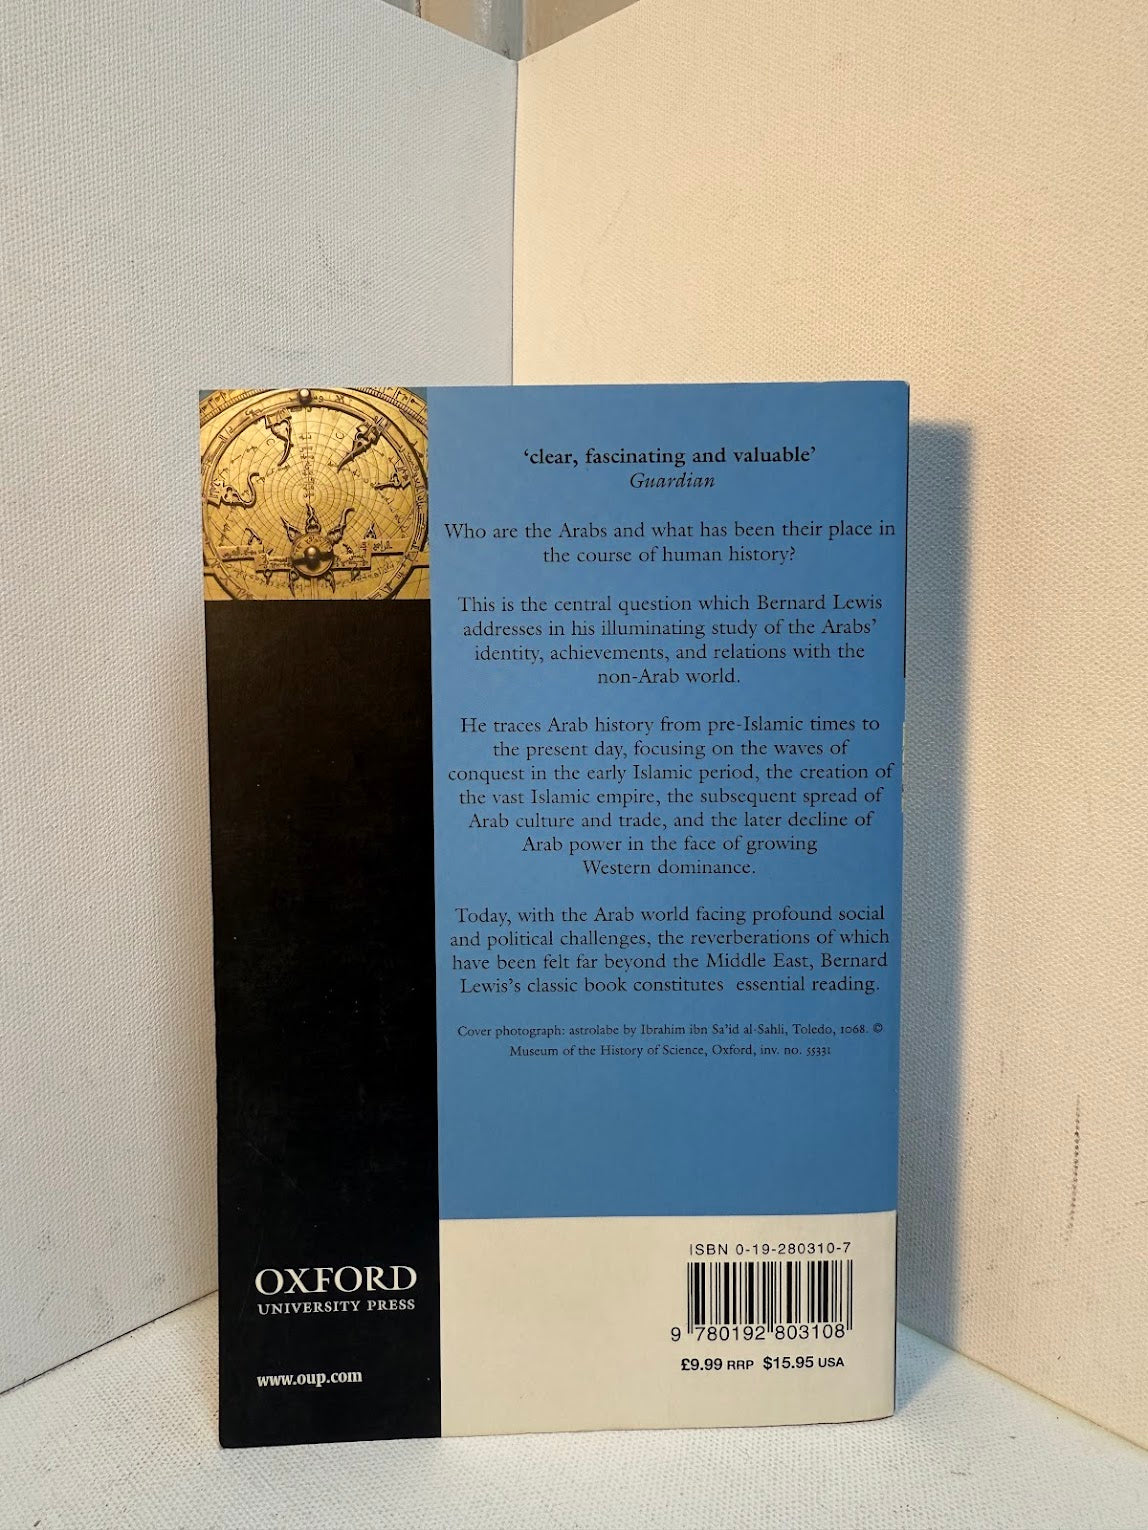 ‘clear, fascinating and valuable’
Guardian
Who are the Arabs and what has been their place in
the course of human history?
This is the central question which Bernard Lewis
addresses in his illuminating study of the Arabs’
identity, achievements, and relations with the
non-Arab world.
He traces Arab history from pre-Islamic times to
the present day, focusing on the waves of
conquest in the early Islamic period, the creation of
the vast Islamic empire, the subsequent spread of
Arab culture and trade, and the later decline of
Arab power in the face of growing
Western dominance.
Today, with the Arab world facing profound social
and political challenges, the reverberations of which
have been felt far beyond the Middle East, Bernard
Lewis’s classic book constitutes essential reading.
Cover photograph: astrolabe by Ibrahim ibn Sa’id al-Sahli, Toledo, 1068. ©
Museum of the History of Science, Oxford, inv. no. 55331
OXFORD
UNIVERSITY PRESS
www.oup.com
ISBN 0-19-280310-7
9 780192 803108
£9.99 RRP $15.95 USA